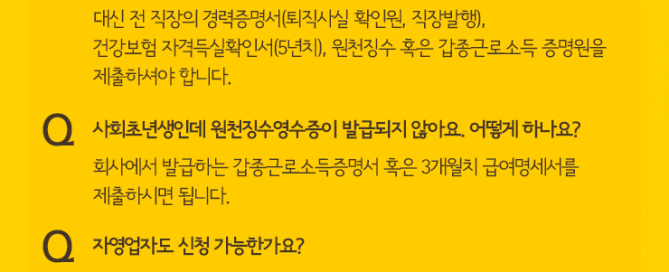 대신 전 직장의 경력증명서(퇴직사실 확인원, 직장발행),
건강보험 자격득실확인서(5년치), 원천징수 혹은 갑종근로소득 증명원을
제출하셔야 합니다.
Q 사회초년생인데 원천징수영수증이 발급되지 않아요. 어떻게 하나요?
회사에서 발급하는 갑종근로소득증명서 혹은 3개월치 급여명세서를
제출하시면 됩니다.
Q 자영업자도 신청 가능한가요?